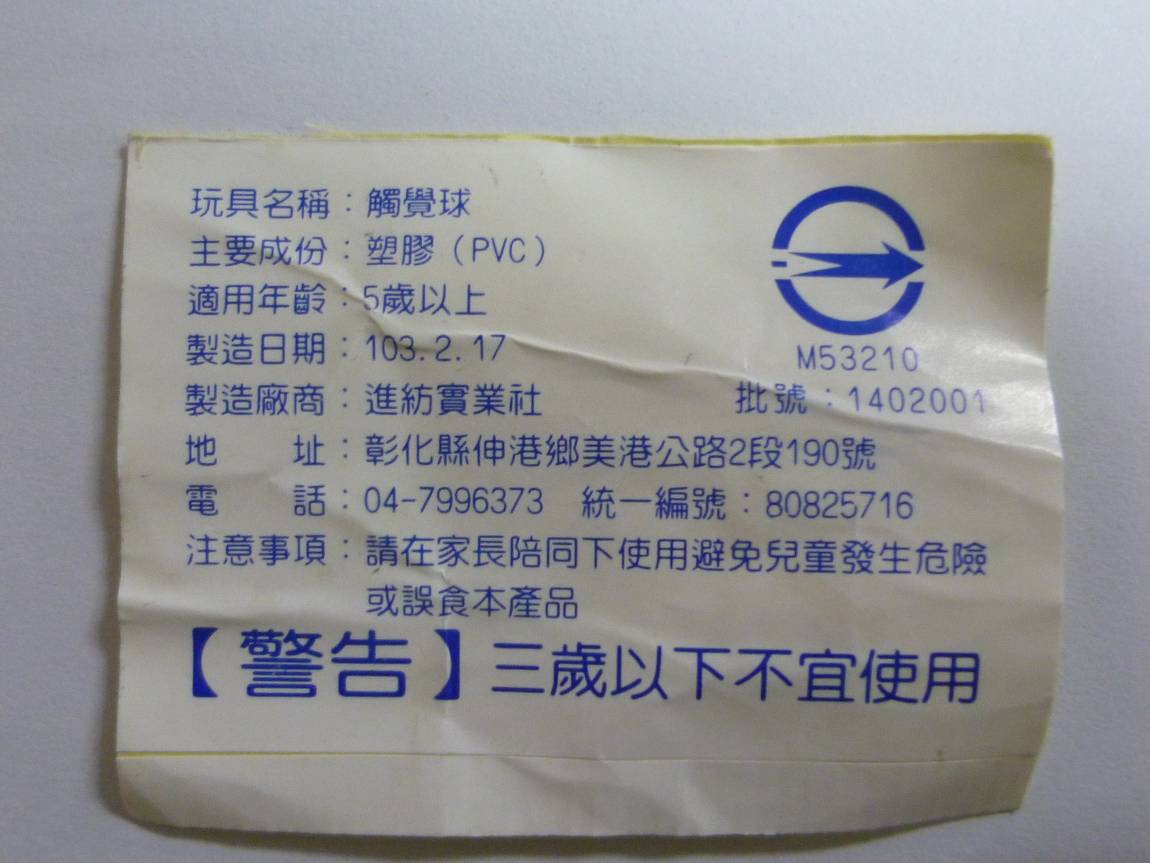 玩具名稱：觸覺球
主要成份：塑膠（PVC）
適用年齡：5歲以上
製造日期：103.2.17
M53210
製造廠商：進紡實業社 批號：1402001
地 址：彰化縣伸港鄉美港公路2段190號
電 話：04-7996373 統一編號：80825716
注意事項：請在家長陪同下使用避免兒童發生危險
或誤食本產品
【警告】三歲以下不宜使用